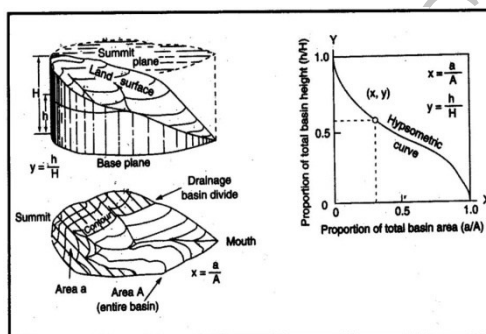 Summit
plane
Land surface
H
h
y = h/H
Base plane
Drainage
basin divide
Summit
Contour
Mouth
x = a/A
Area a
Area A
(entire basin)
Y
Proportion of total basin height (h/H)
1.0
0.5
0
x = a/A
y = h/H
(x, y)
Hypsometric
curve
X
0.5
1.0
Proportion of total basin area (a/A)